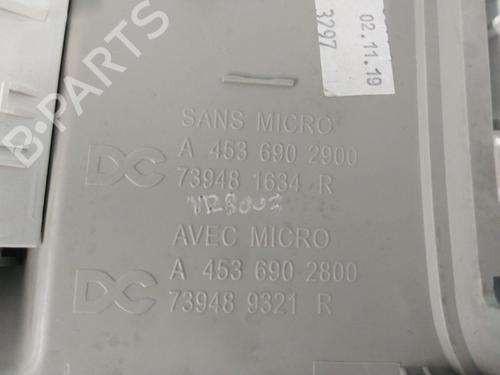 3297
02.11.19
SANS MICRO
DC A 453 690 2900
73948 1634 R
AVEC MICRO
A 453 690 2800
DC 73948 9321 R
B-PARTS